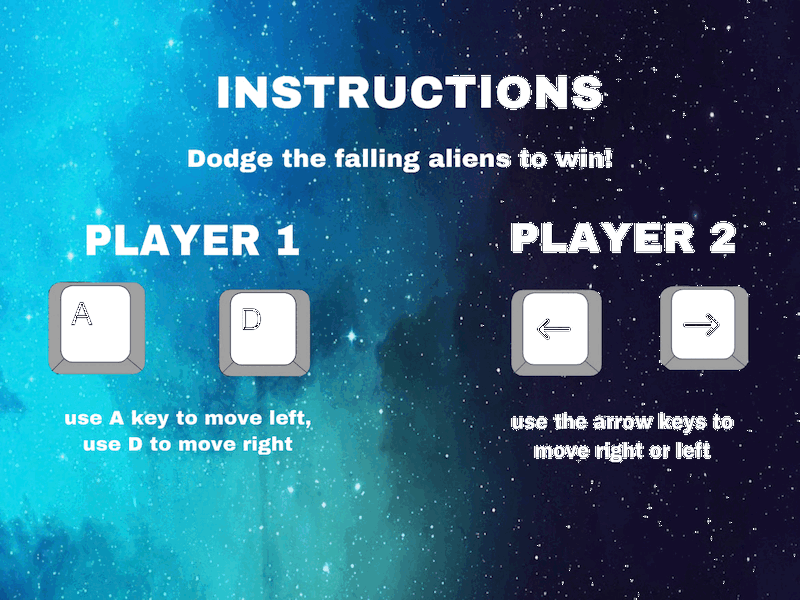 INSTRUCTIONS
Dodge the falling aliens to win!
PLAYER 1
PLAYER 2
A
D
←
→
use A key to move left,
use D to move right
use the arrow keys to
move right or left